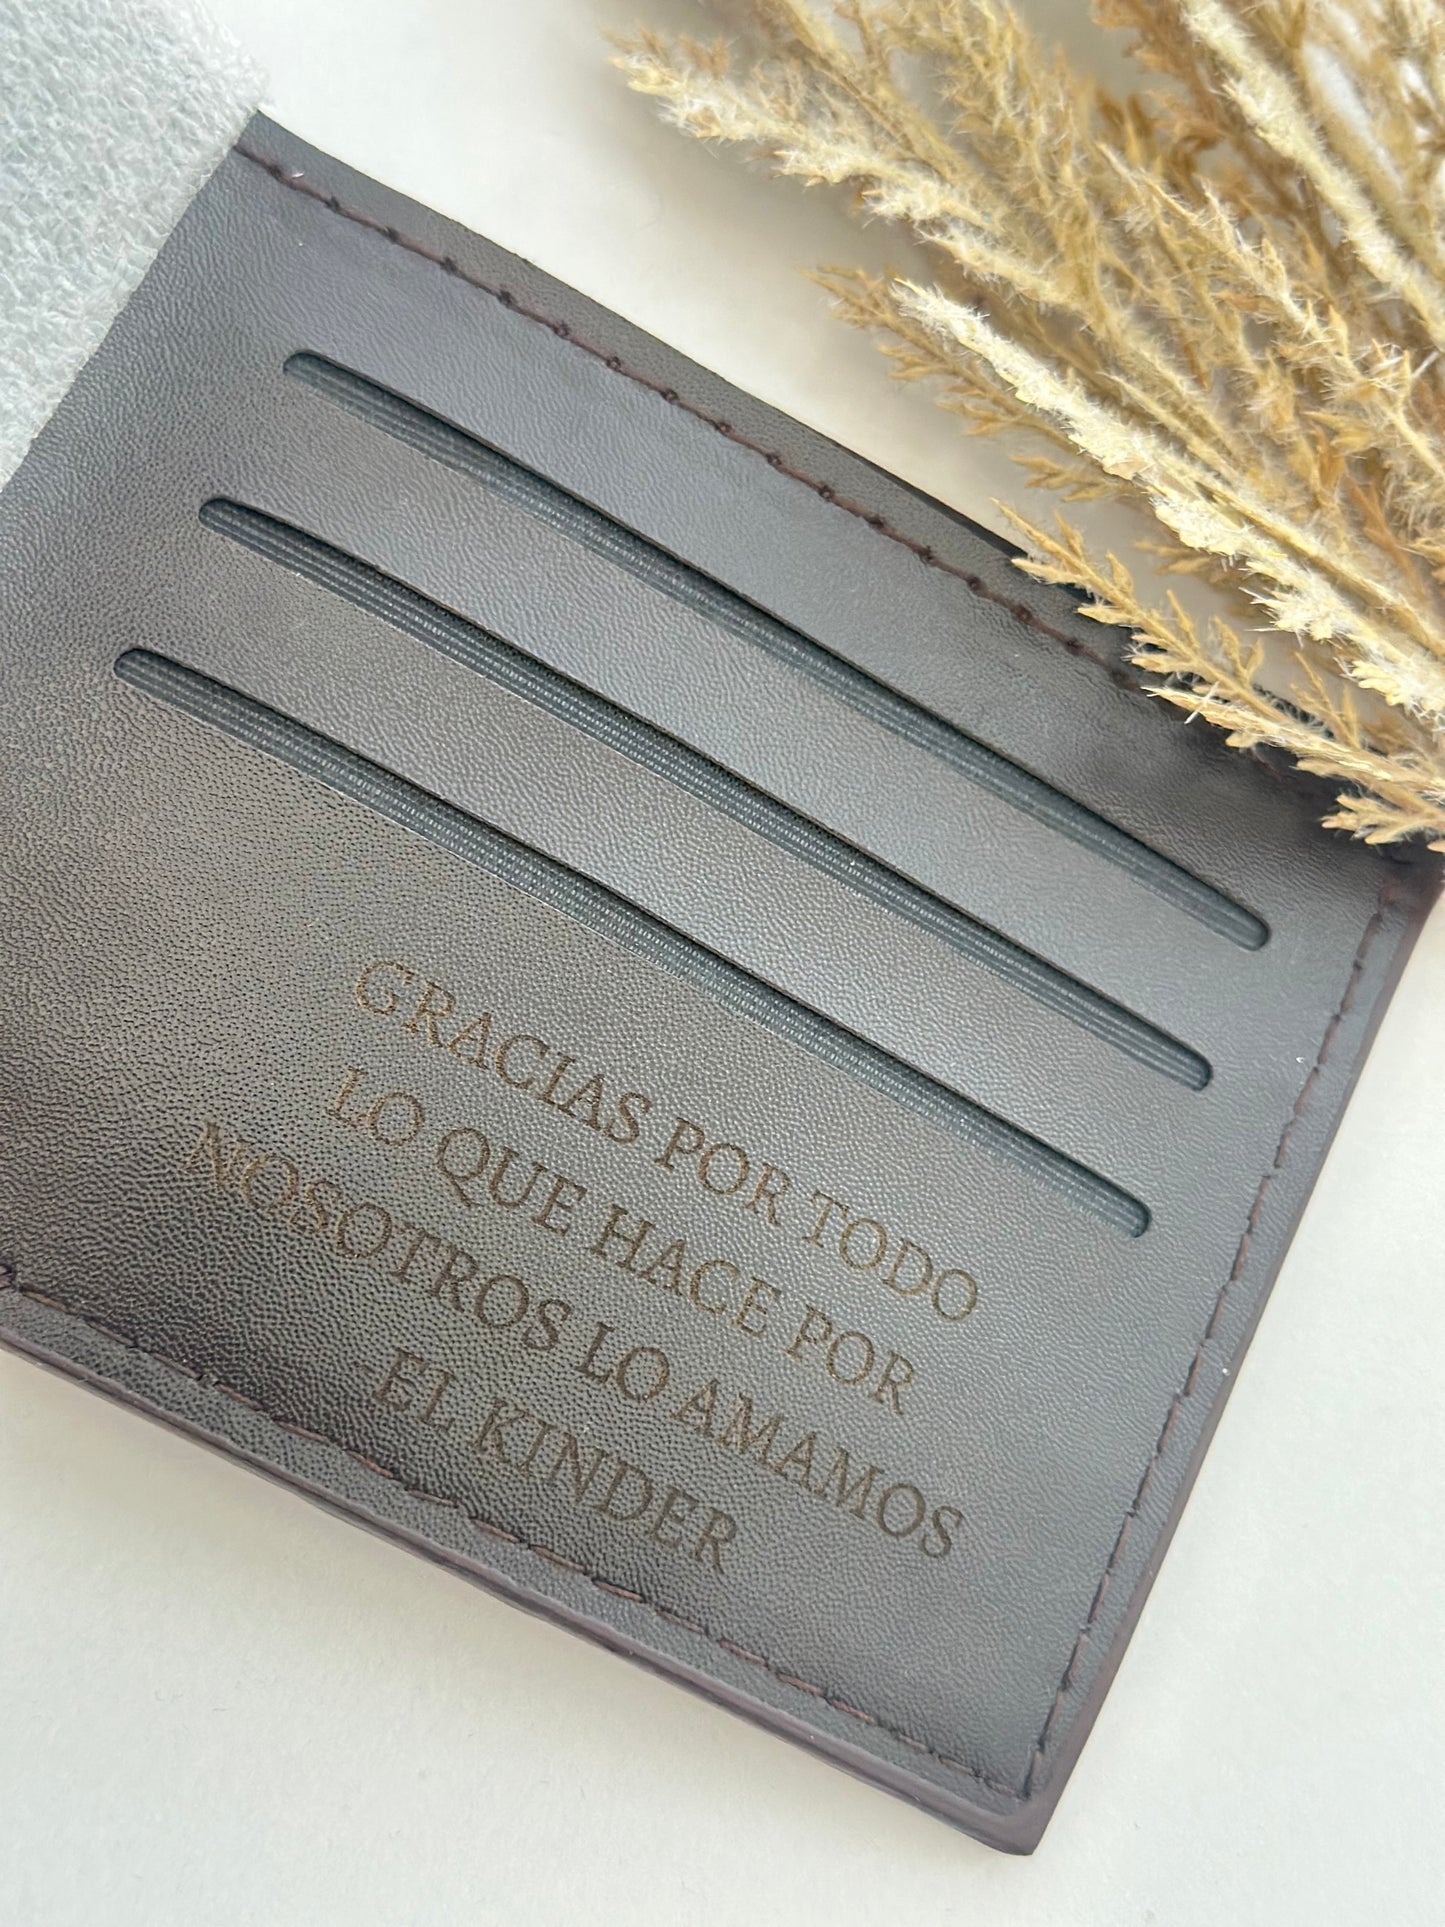 GRACIAS POR TODO
LO QUE HACE POR
NOSOTROS LO AMAMOS
-EL KINDER